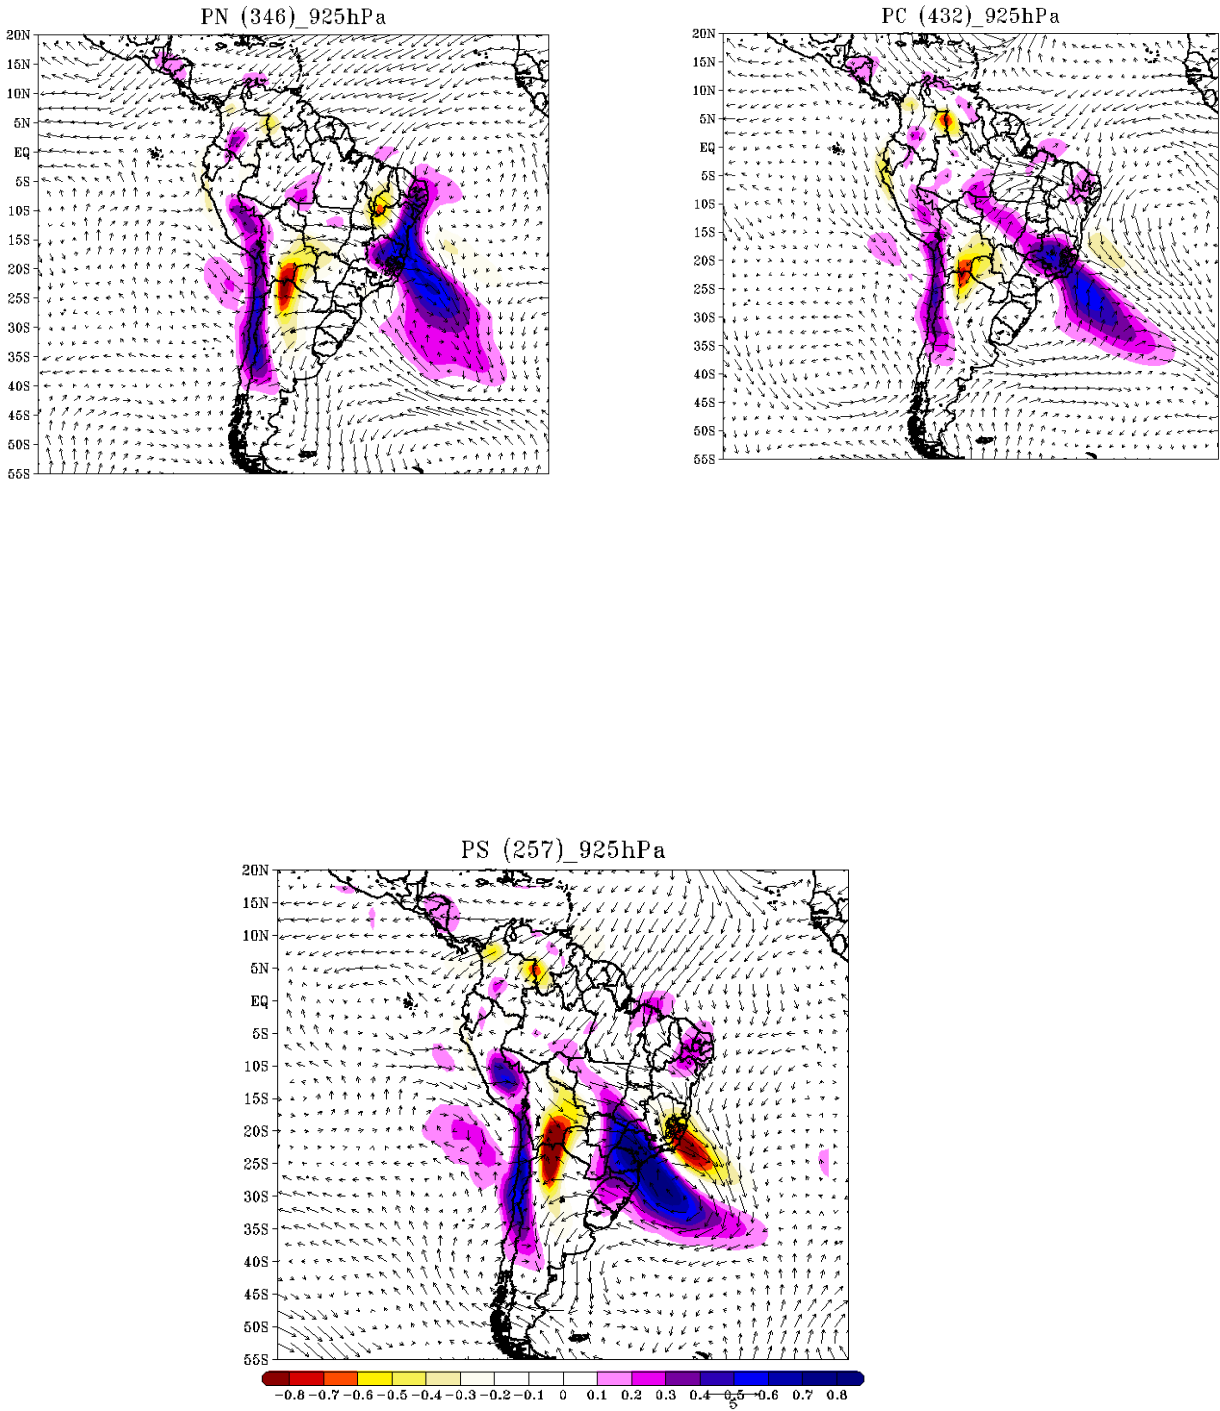 PN (346)_925hPa
20N
15N
10N
5N
EQ
5S
10S
15S
20S
25S
30S
35S
40S
45S
50S
55S
PC (432)_925hPa
20N
15N
10N
5N
EQ
5S
10S
15S
20S
25S
30S
35S
40S
45S
50S
55S
PS (257)_925hPa
20N
15N
10N
5N
EQ
5S
10S
15S
20S
25S
30S
35S
40S
45S
50S
55S
-0.8 -0.7 -0.6 -0.5 -0.4 -0.3 -0.2 -0.1 0 0.1 0.2 0.3 0.4 0.5 0.6 0.7 0.8
5